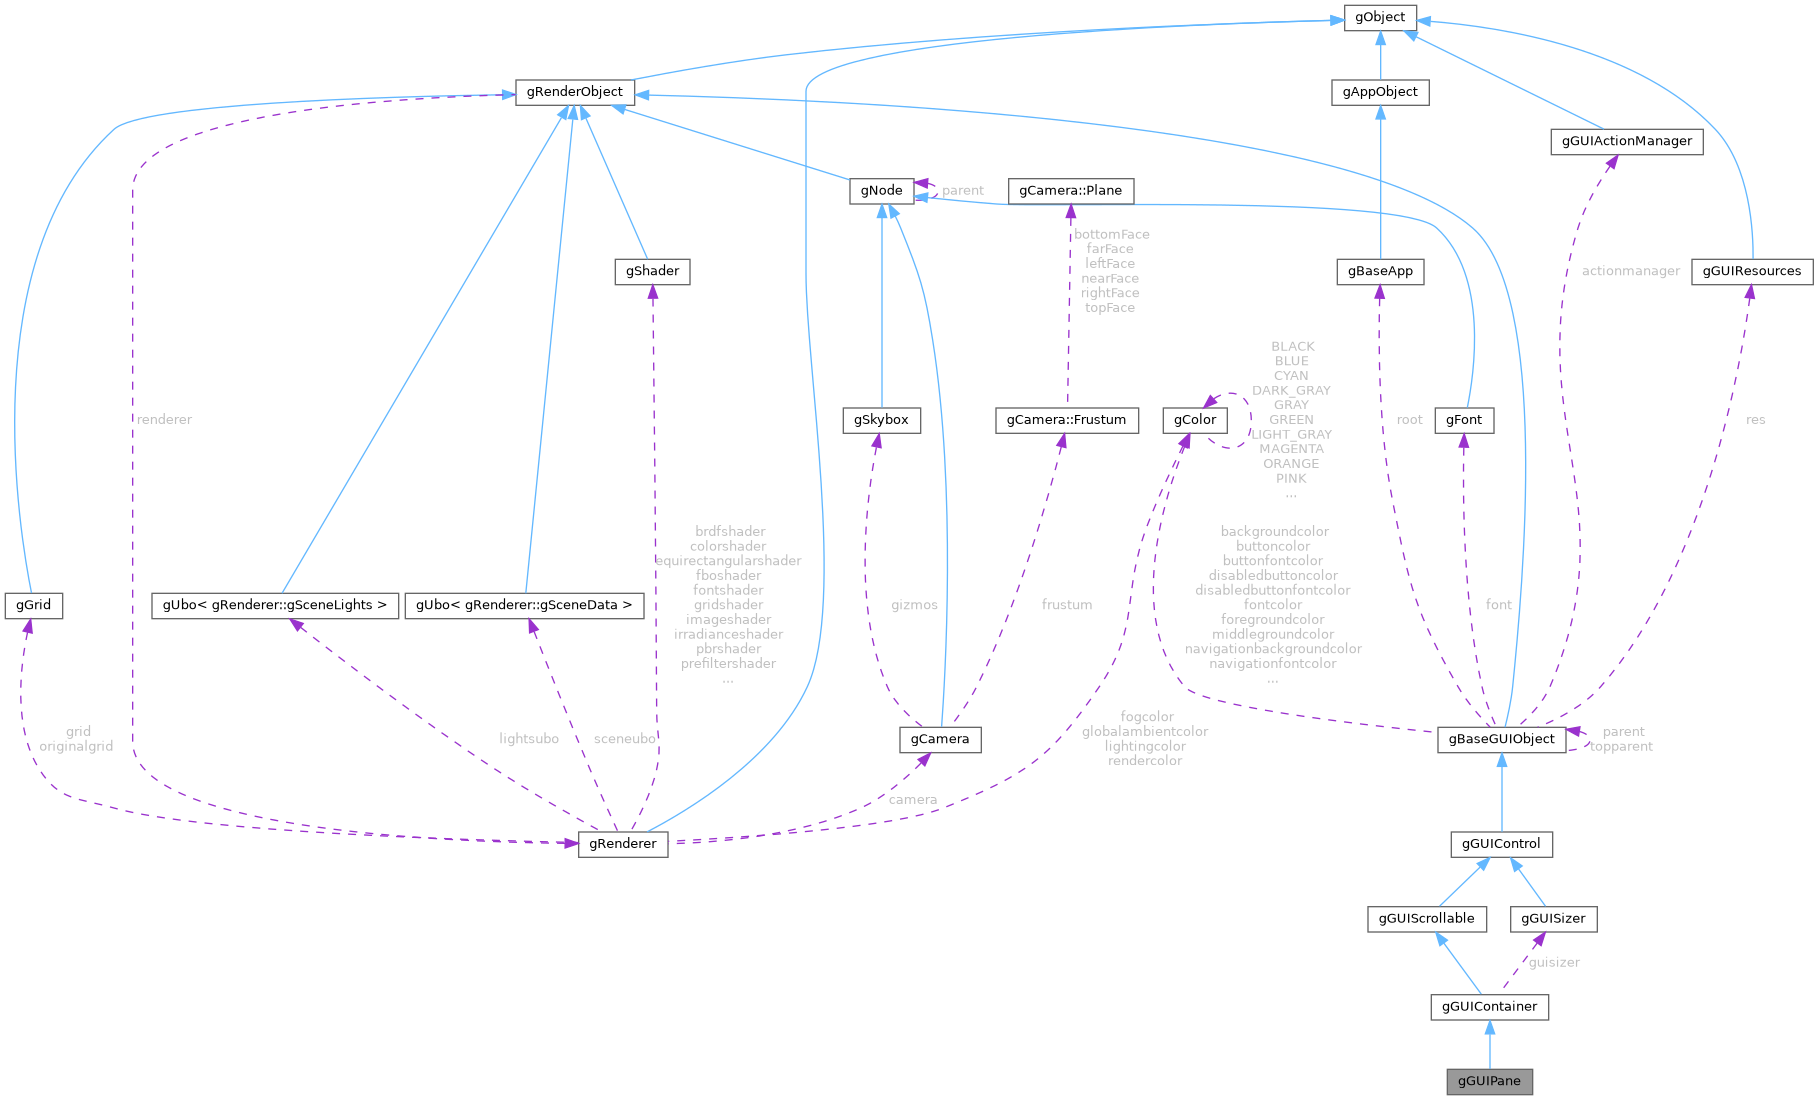 gObject
gRenderObject
gAppObject
gGUIActionManager
gNode
parent
gCamera::Plane
bottomFace
farFace
leftFace
nearFace
rightFace
topFace
gShader
gBaseApp
actionmanager
gGUIResources
BLACK
BLUE
CYAN
DARK_GRAY
GRAY
GREEN
LIGHT_GRAY
MAGENTA
ORANGE
PINK
...
renderer
gSkybox
gCamera::Frustum
gColor
root
gFont
res
brdfshader
colorshader
equirectangularshader
fboshader
fontshader
gridshader
imageshader
irradianceshader
pbrshader
prefiltershader
...
backgroundcolor
buttoncolor
buttonfontcolor
disabledbuttoncolor
disabledbuttonfontcolor
fontcolor
foregroundcolor
middlegroundcolor
navigationbackgroundcolor
navigationfontcolor
...
gGrid
gUbo< gRenderer::gSceneLights >
gUbo< gRenderer::gSceneData >
gizmos
frustum
font
grid
originalgrid
lightsubo
sceneubo
gCamera
fogcolor
globalambientcolor
lightingcolor
rendercolor
gBaseGUIObject
parent
topparent
camera
gRenderer
gGUIControl
gGUIScrollable
gGUISizer
guisizer
gGUIContainer
gGUIPane